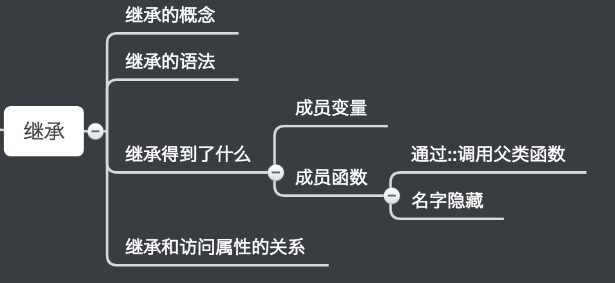 继承
继承的概念
继承的语法
继承得到了什么
成员变量
成员函数
通过::调用父类函数
名字隐藏
继承和访问属性的关系